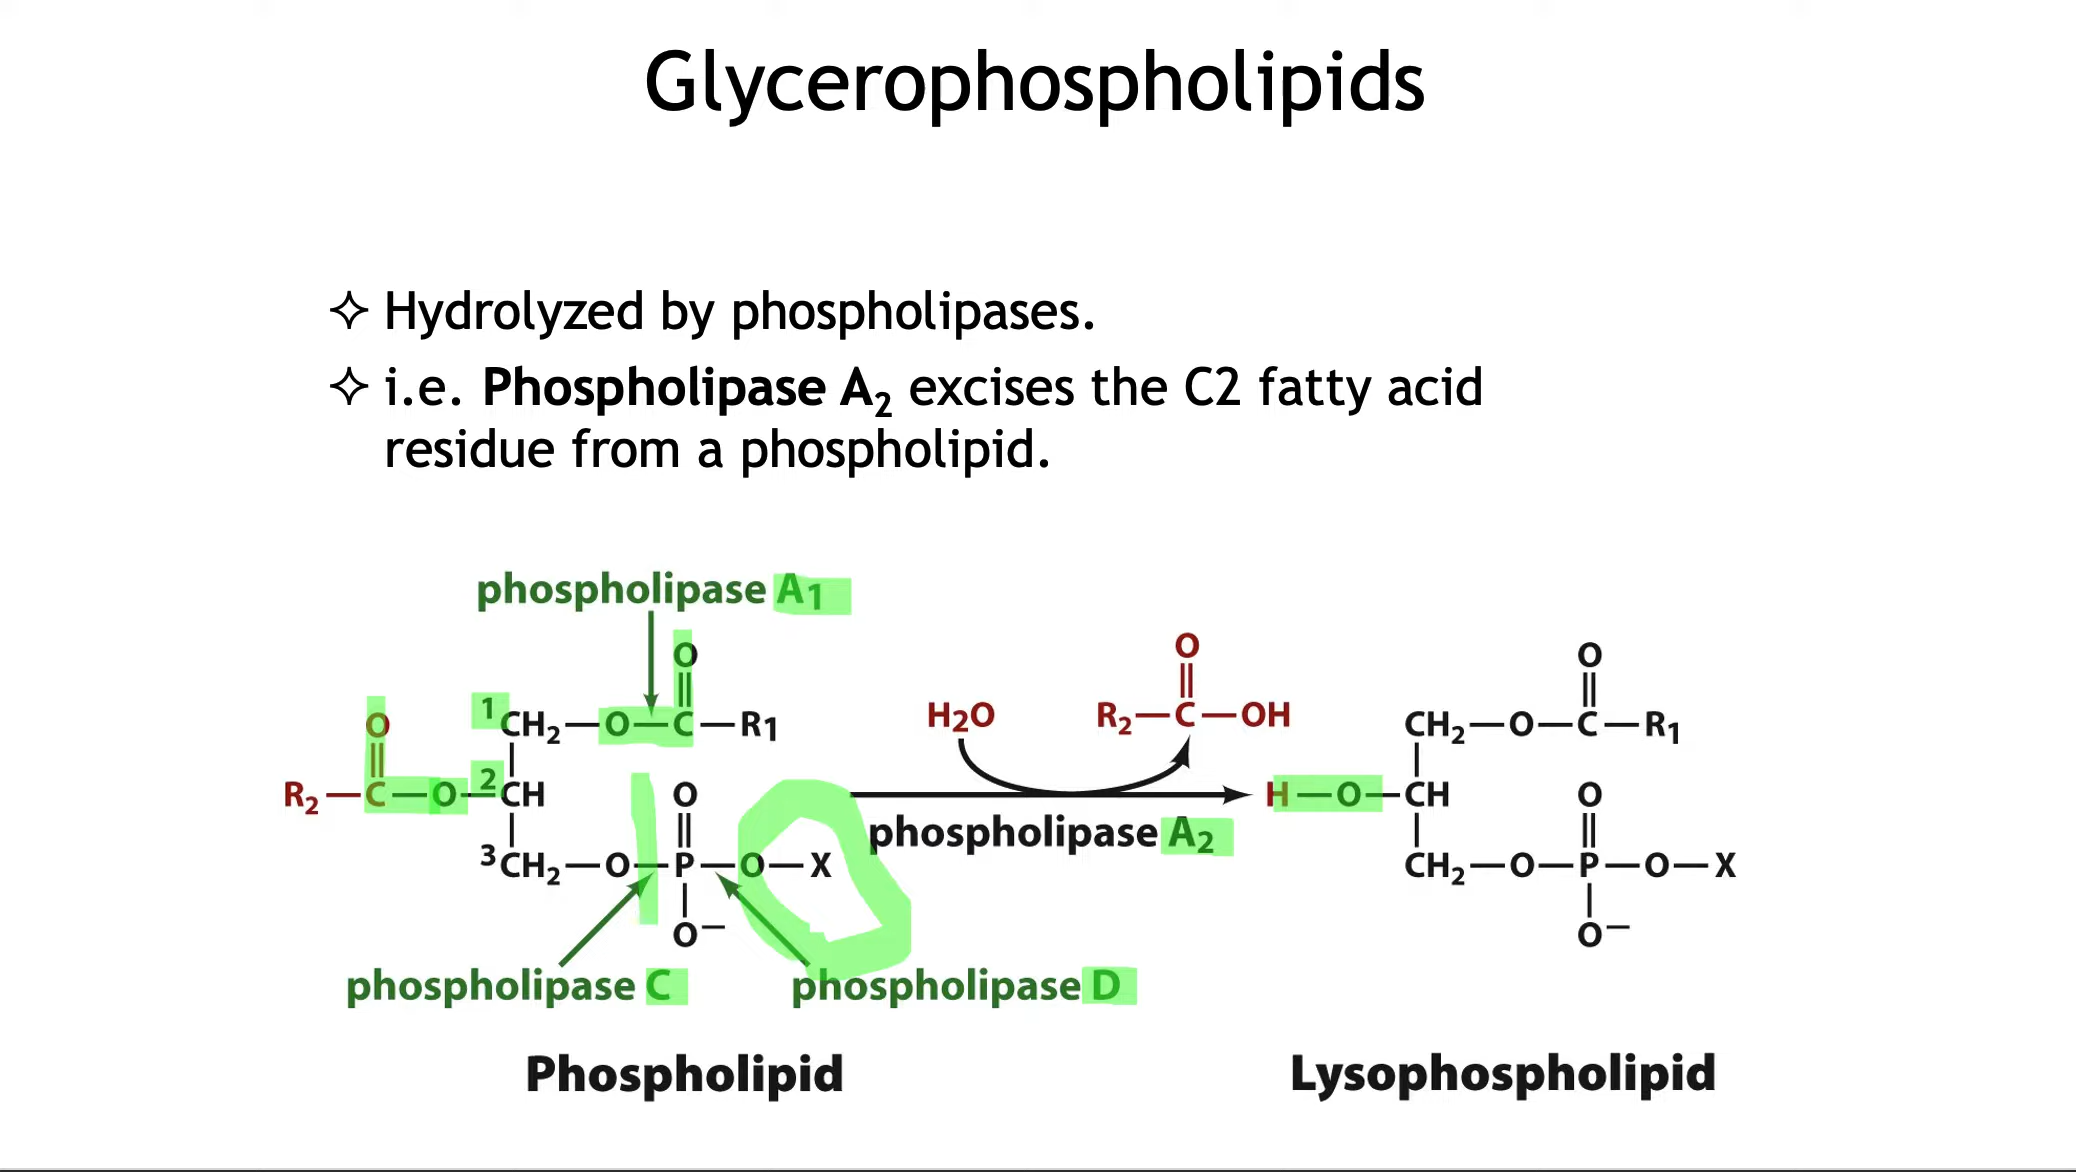 Glycerophospholipids
✧ Hydrolyzed by phospholipases.
✧ i.e. Phospholipase A₂ excises the C2 fatty acid
residue from a phospholipid.
phospholipase A₁
O
‖
¹CH₂—O—C—R₁
O
‖
R₂—C—O—²CH
³CH₂—O—P—O—X
O
‖
O⁻
phospholipase C
phospholipase D
Phospholipid
H₂O
O
‖
R₂—C—OH
phospholipase A₂
O
‖
CH₂—O—C—R₁
H—O—CH
O
‖
CH₂—O—P—O—X
O⁻
Lysophospholipid